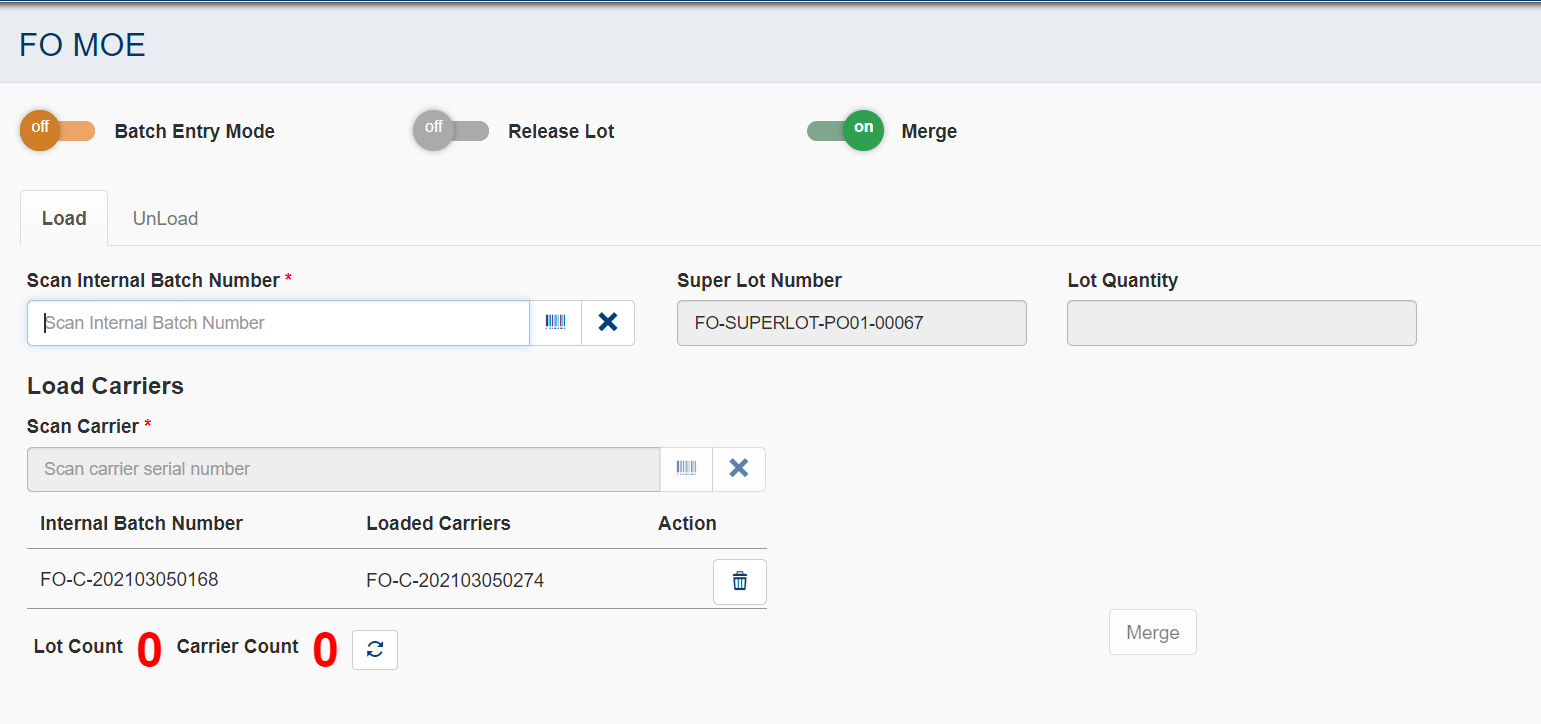 FO MOE
off Batch Entry Mode off Release Lot on Merge
Load UnLoad
Scan Internal Batch Number * Super Lot Number Lot Quantity
Scan Internal Batch Number FO-SUPERLOT-PO01-00067
Load Carriers
Scan Carrier *
Scan carrier serial number
Internal Batch Number Loaded Carriers Action
FO-C-202103050168 FO-C-202103050274
Lot Count 0 Carrier Count 0
Merge